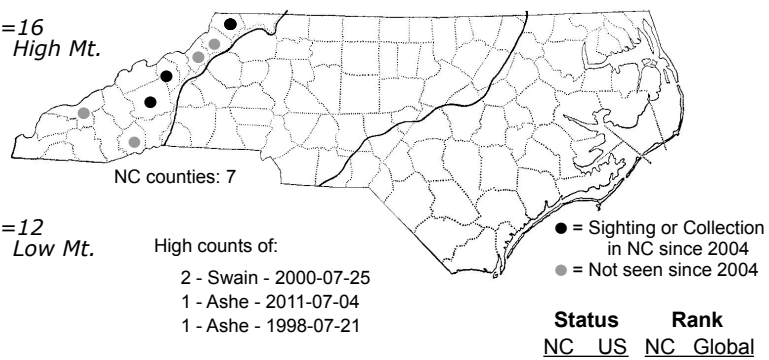 =16
High Mt.
NC counties: 7
=12
Low Mt.
High counts of:
2 - Swain - 2000-07-25
1 - Ashe - 2011-07-04
1 - Ashe - 1998-07-21
= Sighting or Collection
in NC since 2004
= Not seen since 2004
Status Rank
NC US NC Global